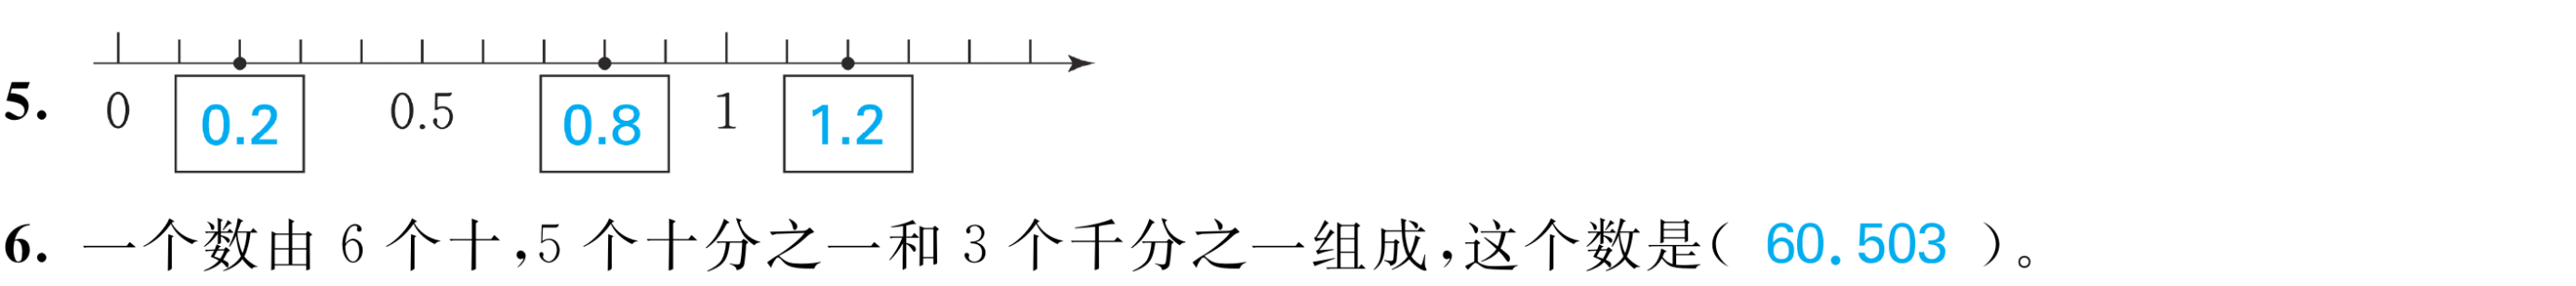 5. 0 0.2 0.5 0.8 1 1.2
6. 一个数由 6 个十,5 个十分之一和 3 个千分之一组成,这个数是( 60.503 )。